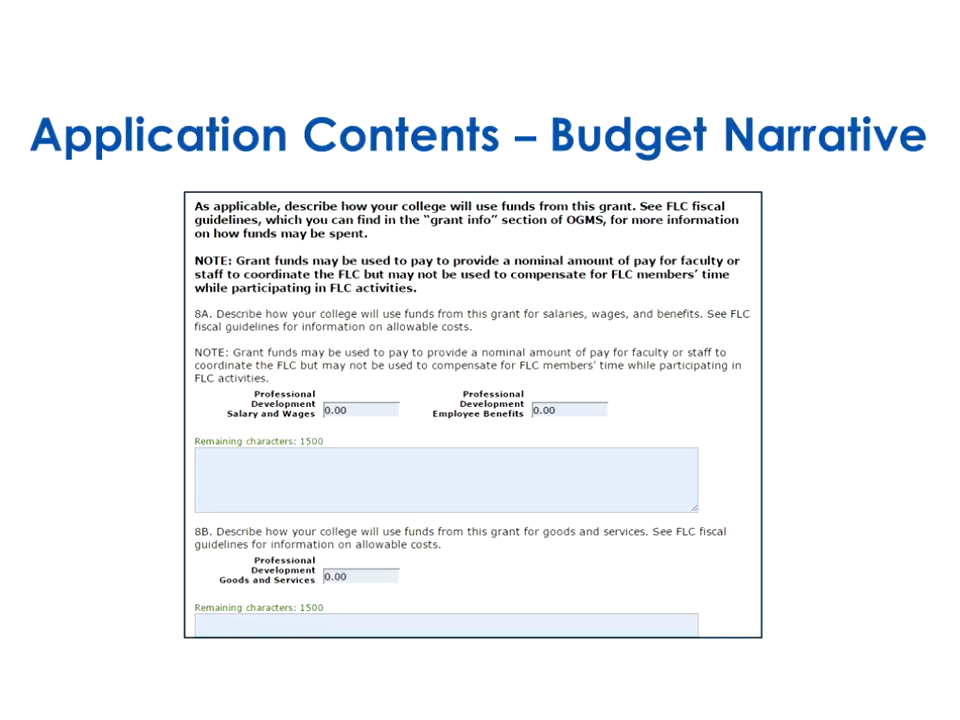 Application Contents – Budget Narrative
As applicable, describe how your college will use funds from this grant. See FLC fiscal
guidelines, which you can find in the “grant info” section of OGMS, for more information
on how funds may be spent.
NOTE: Grant funds may be used to pay to provide a nominal amount of pay for faculty or
staff to coordinate the FLC but may not be used to compensate for FLC members’ time
while participating in FLC activities.
8A. Describe how your college will use funds from this grant for salaries, wages, and benefits. See FLC
fiscal guidelines for information on allowable costs.
NOTE: Grant funds may be used to pay to provide a nominal amount of pay for faculty or staff to
coordinate the FLC but may not be used to compensate for FLC members’ time while participating in
FLC activities.
Professional
Development
Salary and Wages 0.00
Professional
Development
Employee Benefits 0.00
Remaining characters: 1500
8B. Describe how your college will use funds from this grant for goods and services. See FLC fiscal
guidelines for information on allowable costs.
Professional
Development
Goods and Services 0.00
Remaining characters: 1500